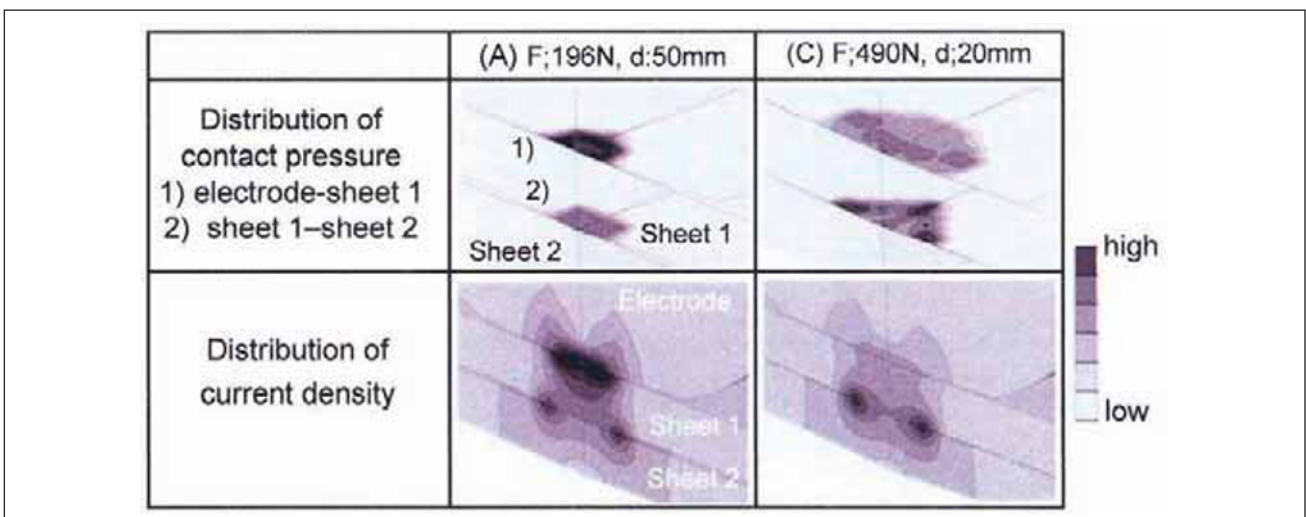 (A) F;196N, d:50mm
(C) F;490N, d;20mm
Distribution of
contact pressure
1) electrode-sheet 1
2) sheet 1–sheet 2
1)
2)
Sheet 1
Sheet 2
high
low
Distribution of
current density
Electrode
Sheet 1
Sheet 2